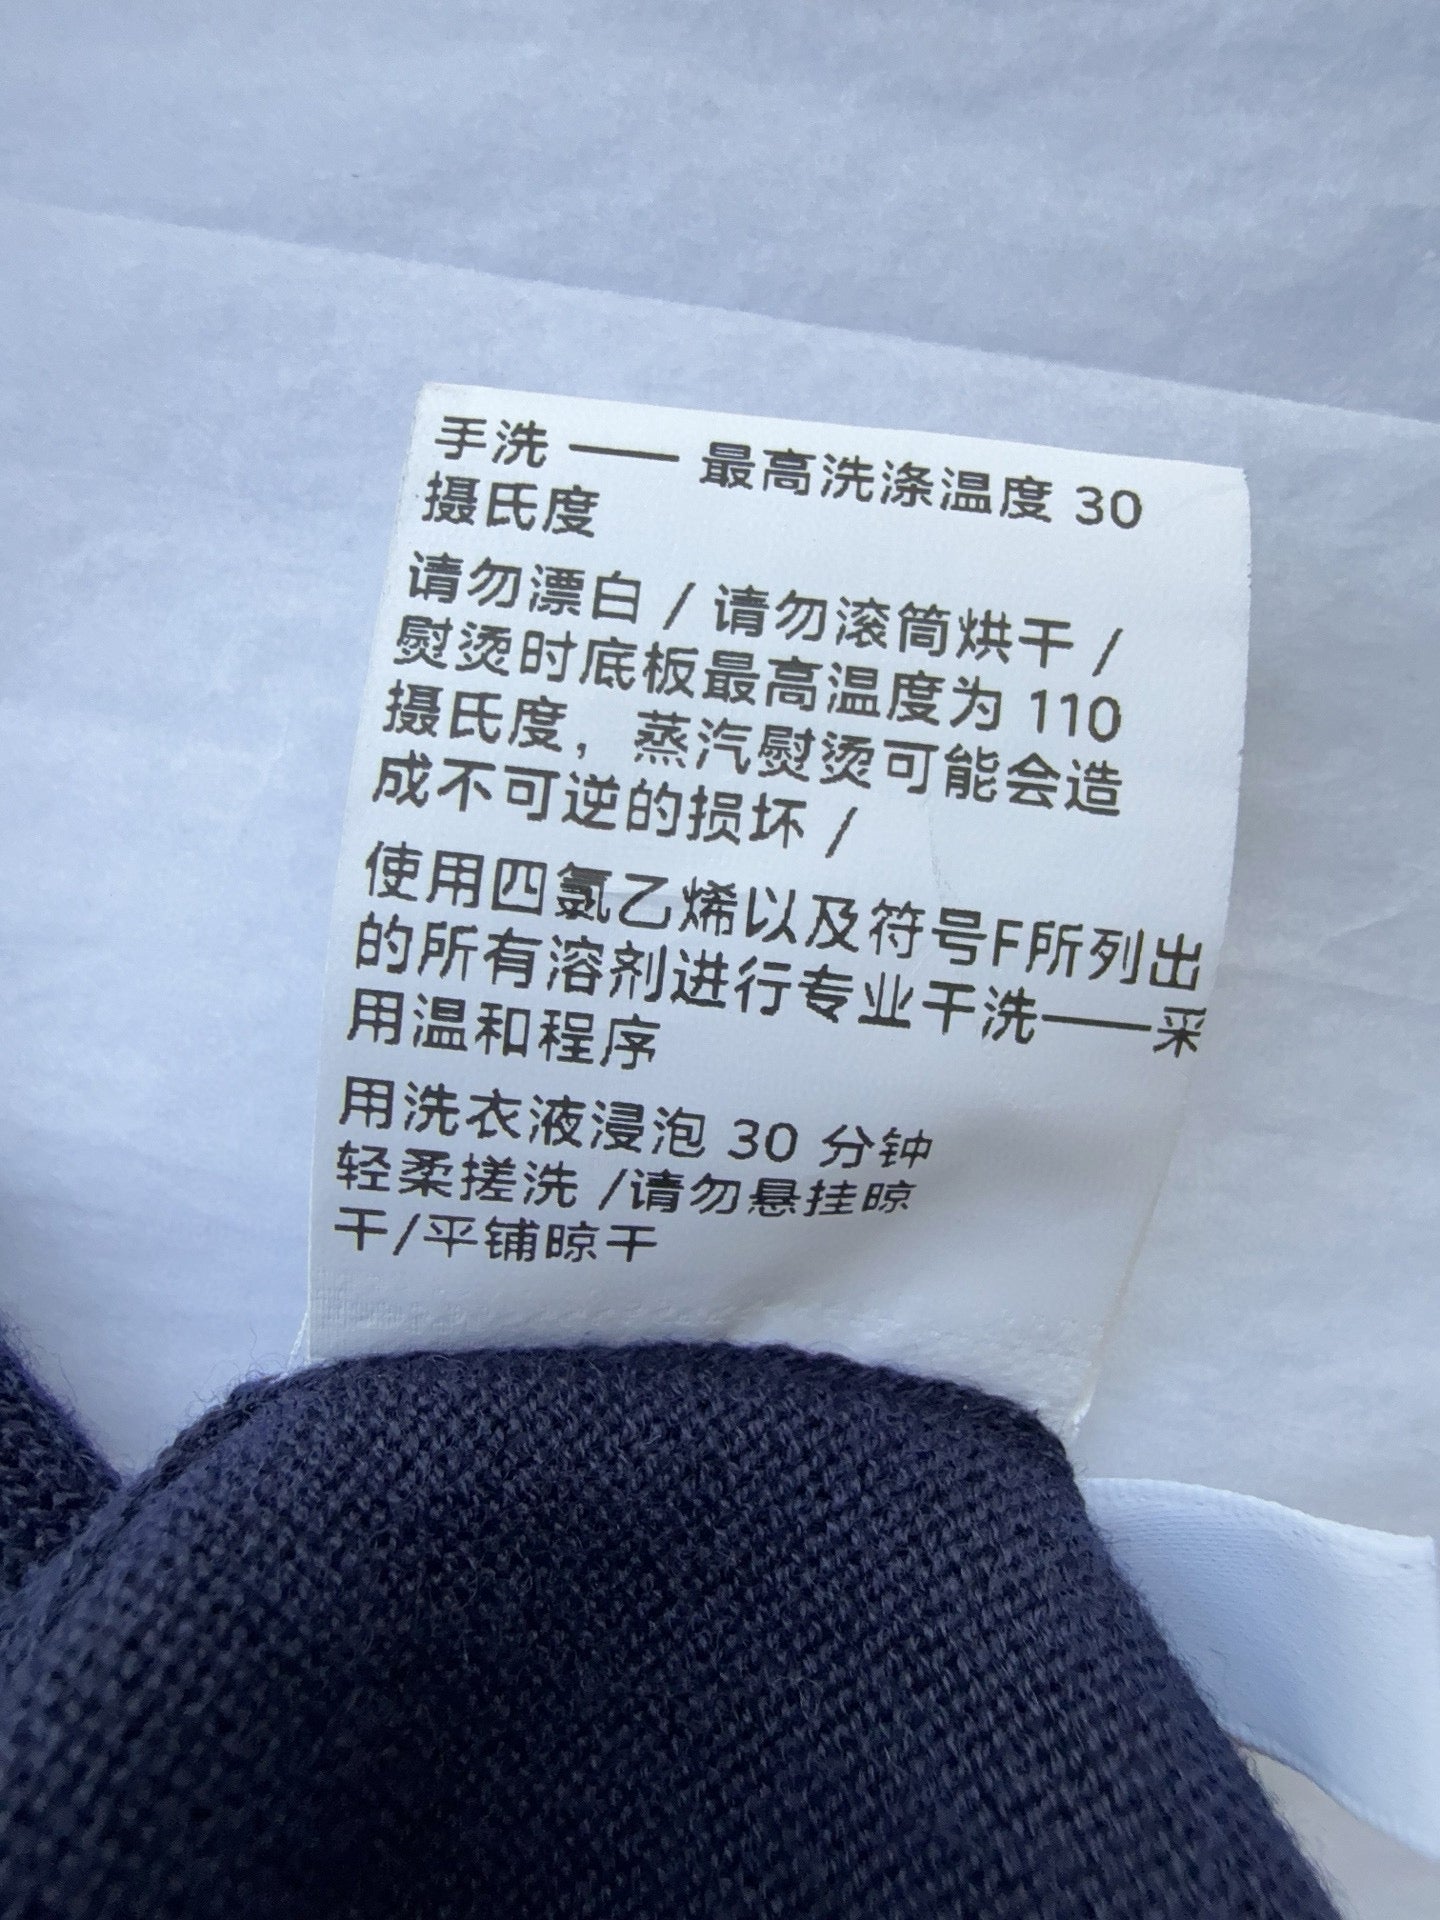 手洗 —— 最高洗涤温度 30
摄氏度
请勿漂白 / 请勿滚筒烘干 /
熨烫时底板最高温度为 110
摄氏度，蒸汽熨烫可能会造
成不可逆的损坏 /
使用四氯乙烯以及符号F所列出
的所有溶剂进行专业干洗——采
用温和程序
用洗衣液浸泡 30 分钟
轻柔搓洗 /请勿悬挂晾
干/平铺晾干